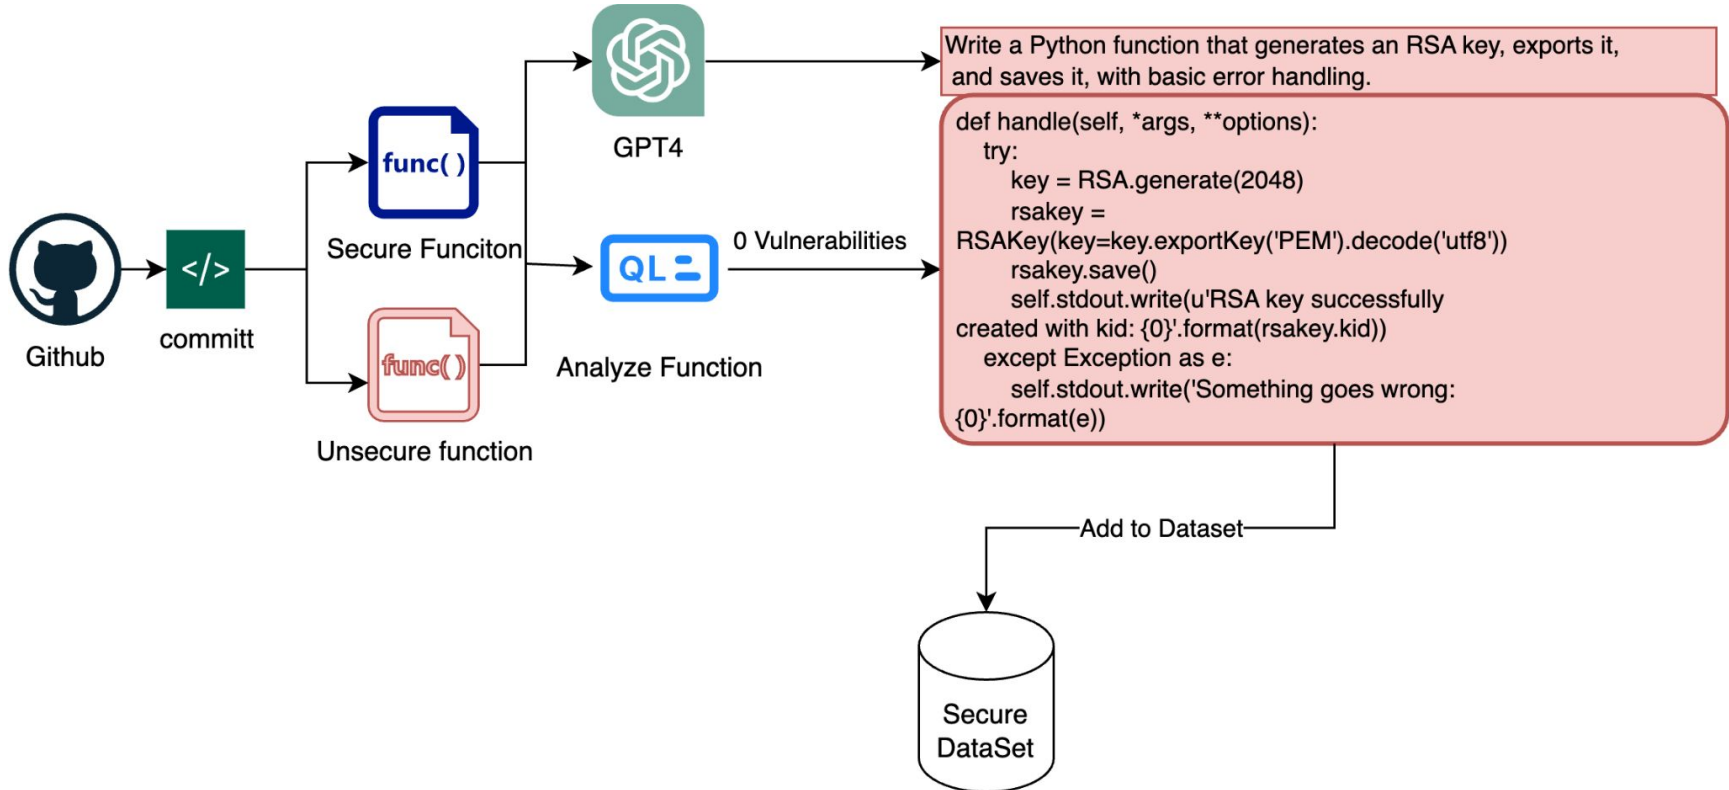 Write a Python function that generates an RSA key, exports it,
and saves it, with basic error handling.
def handle(self, *args, **options):
try:
key = RSA.generate(2048)
rsakey =
RSAKey(key=key.exportKey('PEM').decode('utf8'))
rsakey.save()
self.stdout.write(u'RSA key successfully
created with kid: {0}'.format(rsakey.kid))
except Exception as e:
self.stdout.write('Something goes wrong:
{0}'.format(e))
GPT4
func( )
Secure Funciton
0 Vulnerabilities
QL
Analyze Function
</>
committ
Github
func( )
Unsecure function
Add to Dataset
Secure
DataSet